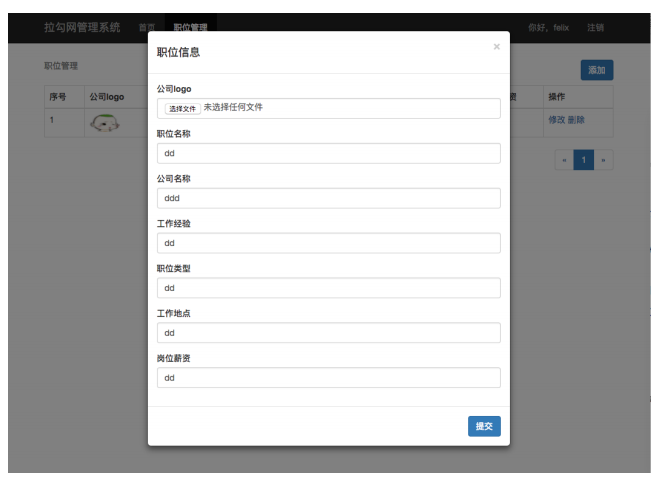 拉勾网管理系统 首页 职位管理 你好，felix 注销
职位信息 ×
职位管理 添加
公司logo
选择文件 未选择任何文件
序号 公司logo 资 操作
1 修改 删除
职位名称
dd
« 1 »
公司名称
ddd
工作经验
dd
职位类型
dd
工作地点
dd
岗位薪资
dd
提交